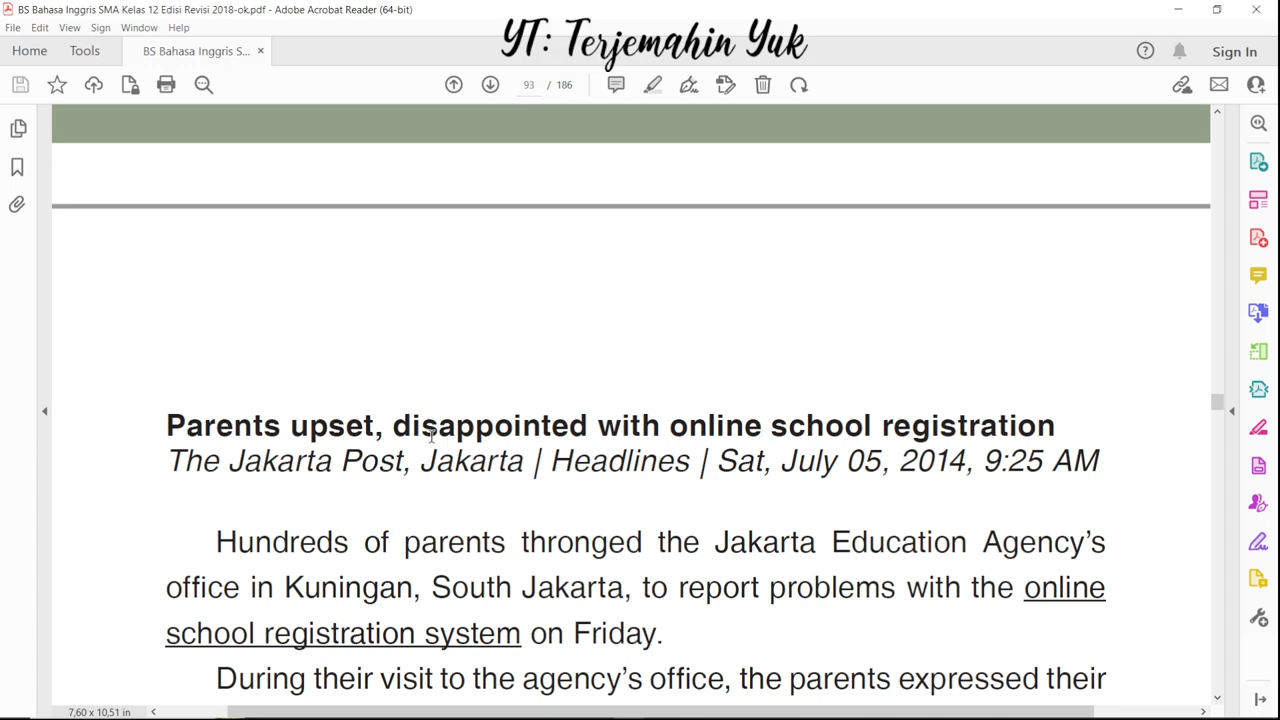 BS Bahasa Inggris SMA Kelas 12 Edisi Revisi 2018-ok.pdf - Adobe Acrobat Reader (64-bit)
File Edit View Sign Window Help
YT: Terjemahin Yuk
Home Tools BS Bahasa Inggris S... × Sign In
93 / 186
Parents upset, disappointed with online school registration
The Jakarta Post, Jakarta | Headlines | Sat, July 05, 2014, 9:25 AM
Hundreds of parents thronged the Jakarta Education Agency's
office in Kuningan, South Jakarta, to report problems with the online
school registration system on Friday.
During their visit to the agency's office, the parents expressed their
7,60 x 10,51 in